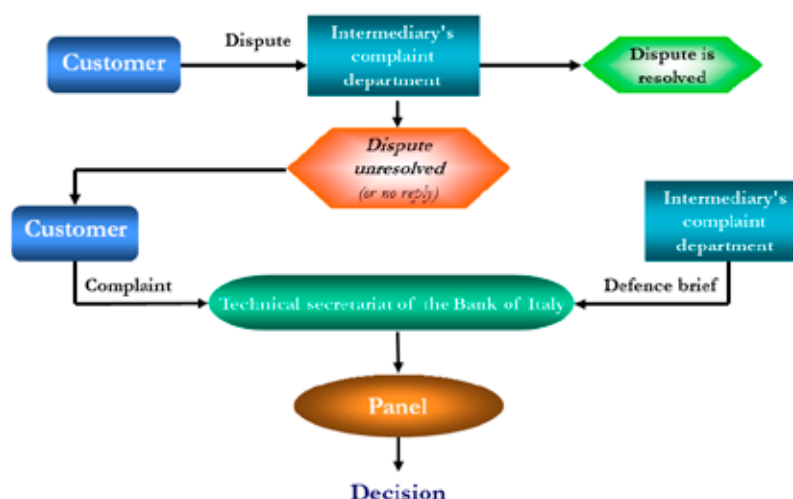 Customer
Dispute
Intermediary's
complaint
department
Dispute is
resolved
Dispute
unresolved
(or no reply)
Customer
Intermediary's
complaint
department
Complaint
Technical secretariat of the Bank of Italy
Defence brief
Panel
Decision